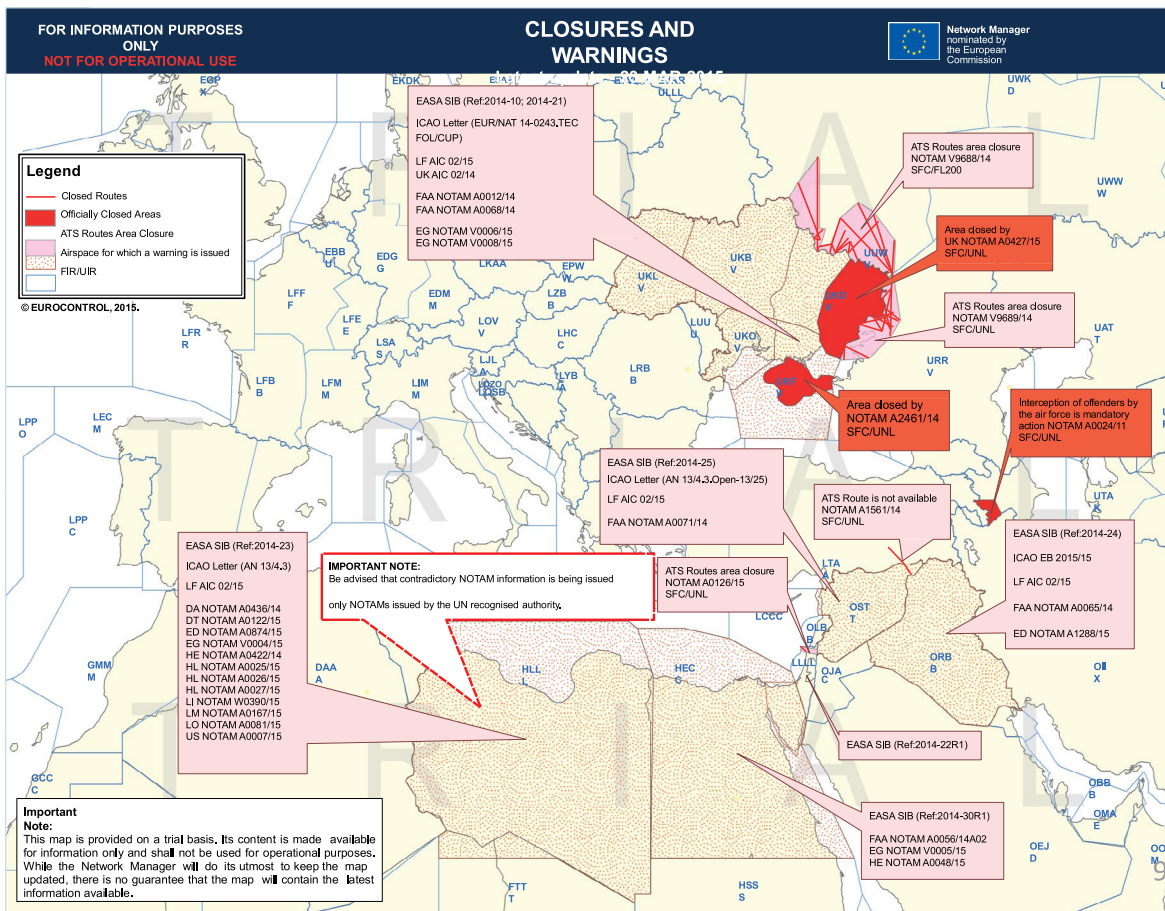 FOR INFORMATION PURPOSES
ONLY
NOT FOR OPERATIONAL USE
CLOSURES AND
WARNINGS
Network Manager
nominated by
the European
Commission
Legend
Closed Routes
Officially Closed Areas
ATS Routes Area Closure
Airspace for which a warning is issued
FIR/UIR
© EUROCONTROL, 2015.
EASA SIB (Ref:2014-10; 2014-21)
ICAO Letter (EUR/NAT 14-0243.TEC
FOL/CUP)
LF AIC 02/15
UK AIC 02/14
FAA NOTAM A0012/14
FAA NOTAM A0068/14
EG NOTAM V0006/15
EG NOTAM V0008/15
ATS Routes area closure
NOTAM V9688/14
SFC/FL200
Area closed by
UK NOTAM A0427/15
SFC/UNL
ATS Routes area closure
NOTAM V9689/14
SFC/UNL
Area closed by
NOTAM A2461/14
SFC/UNL
Interception of offenders by
the air force is mandatory
action NOTAM A0024/11
SFC/UNL
EASA SIB (Ref:2014-25)
ICAO Letter (AN 13/4.3.Open-13/25)
LF AIC 02/15
FAA NOTAM A0071/14
ATS Route is not available
NOTAM A1561/14
SFC/UNL
EASA SIB (Ref:2014-24)
ICAO EB 2015/15
LF AIC 02/15
FAA NOTAM A0065/14
ED NOTAM A1288/15
ATS Routes area closure
NOTAM A0126/15
SFC/UNL
EASA SIB (Ref:2014-23)
ICAO Letter (AN 13/4.3)
LF AIC 02/15
DA NOTAM A0436/14
DT NOTAM A0122/15
ED NOTAM A0874/15
EG NOTAM V0004/15
HE NOTAM A0422/14
HL NOTAM A0025/15
HL NOTAM A0026/15
HL NOTAM A0027/15
LI NOTAM W0390/15
LM NOTAM A0167/15
LO NOTAM A0081/15
US NOTAM A0007/15
IMPORTANT NOTE:
Be advised that contradictory NOTAM information is being issued
only NOTAMs issued by the UN recognised authority.
EASA SIB (Ref:2014-22R1)
EASA SIB (Ref:2014-30R1)
FAA NOTAM A0056/14A02
EG NOTAM V0005/15
HE NOTAM A0048/15
Important
Note:
This map is provided on a trial basis. Its content is made available
for information only and shall not be used for operational purposes.
While the Network Manager will do its utmost to keep the map
updated, there is no guarantee that the map will contain the latest
information available.
TRIAL
TRIAL
TRIAL
EGP
X
EKDK
ULLL
UWK
D
UWW
W
EBB
U
EDG
G
LKAA
EPW
W
UKL
V
UKB
V
UUW
V
UKD
V
LFF
F
EDM
M
LZB
B
LFE
E
LOV
V
LHC
C
LUU
U
UKO
V
UAT
T
LFR
R
LSA
S
LJL
A
LYB
A
LRB
B
UKF
V
URR
V
LFB
B
LFM
M
LIM
M
LDZO
LQSB
LEC
M
LPP
O
LPP
C
UTA
K
LTA
A
OST
T
LCCC
OLB
B
ORB
B
OII
X
LLLL
OJA
C
GMM
M
DAA
A
HLL
L
HEC
C
GCC
C
OBB
B
OMA
E
OEJ
D
FTT
T
HSS
S
9